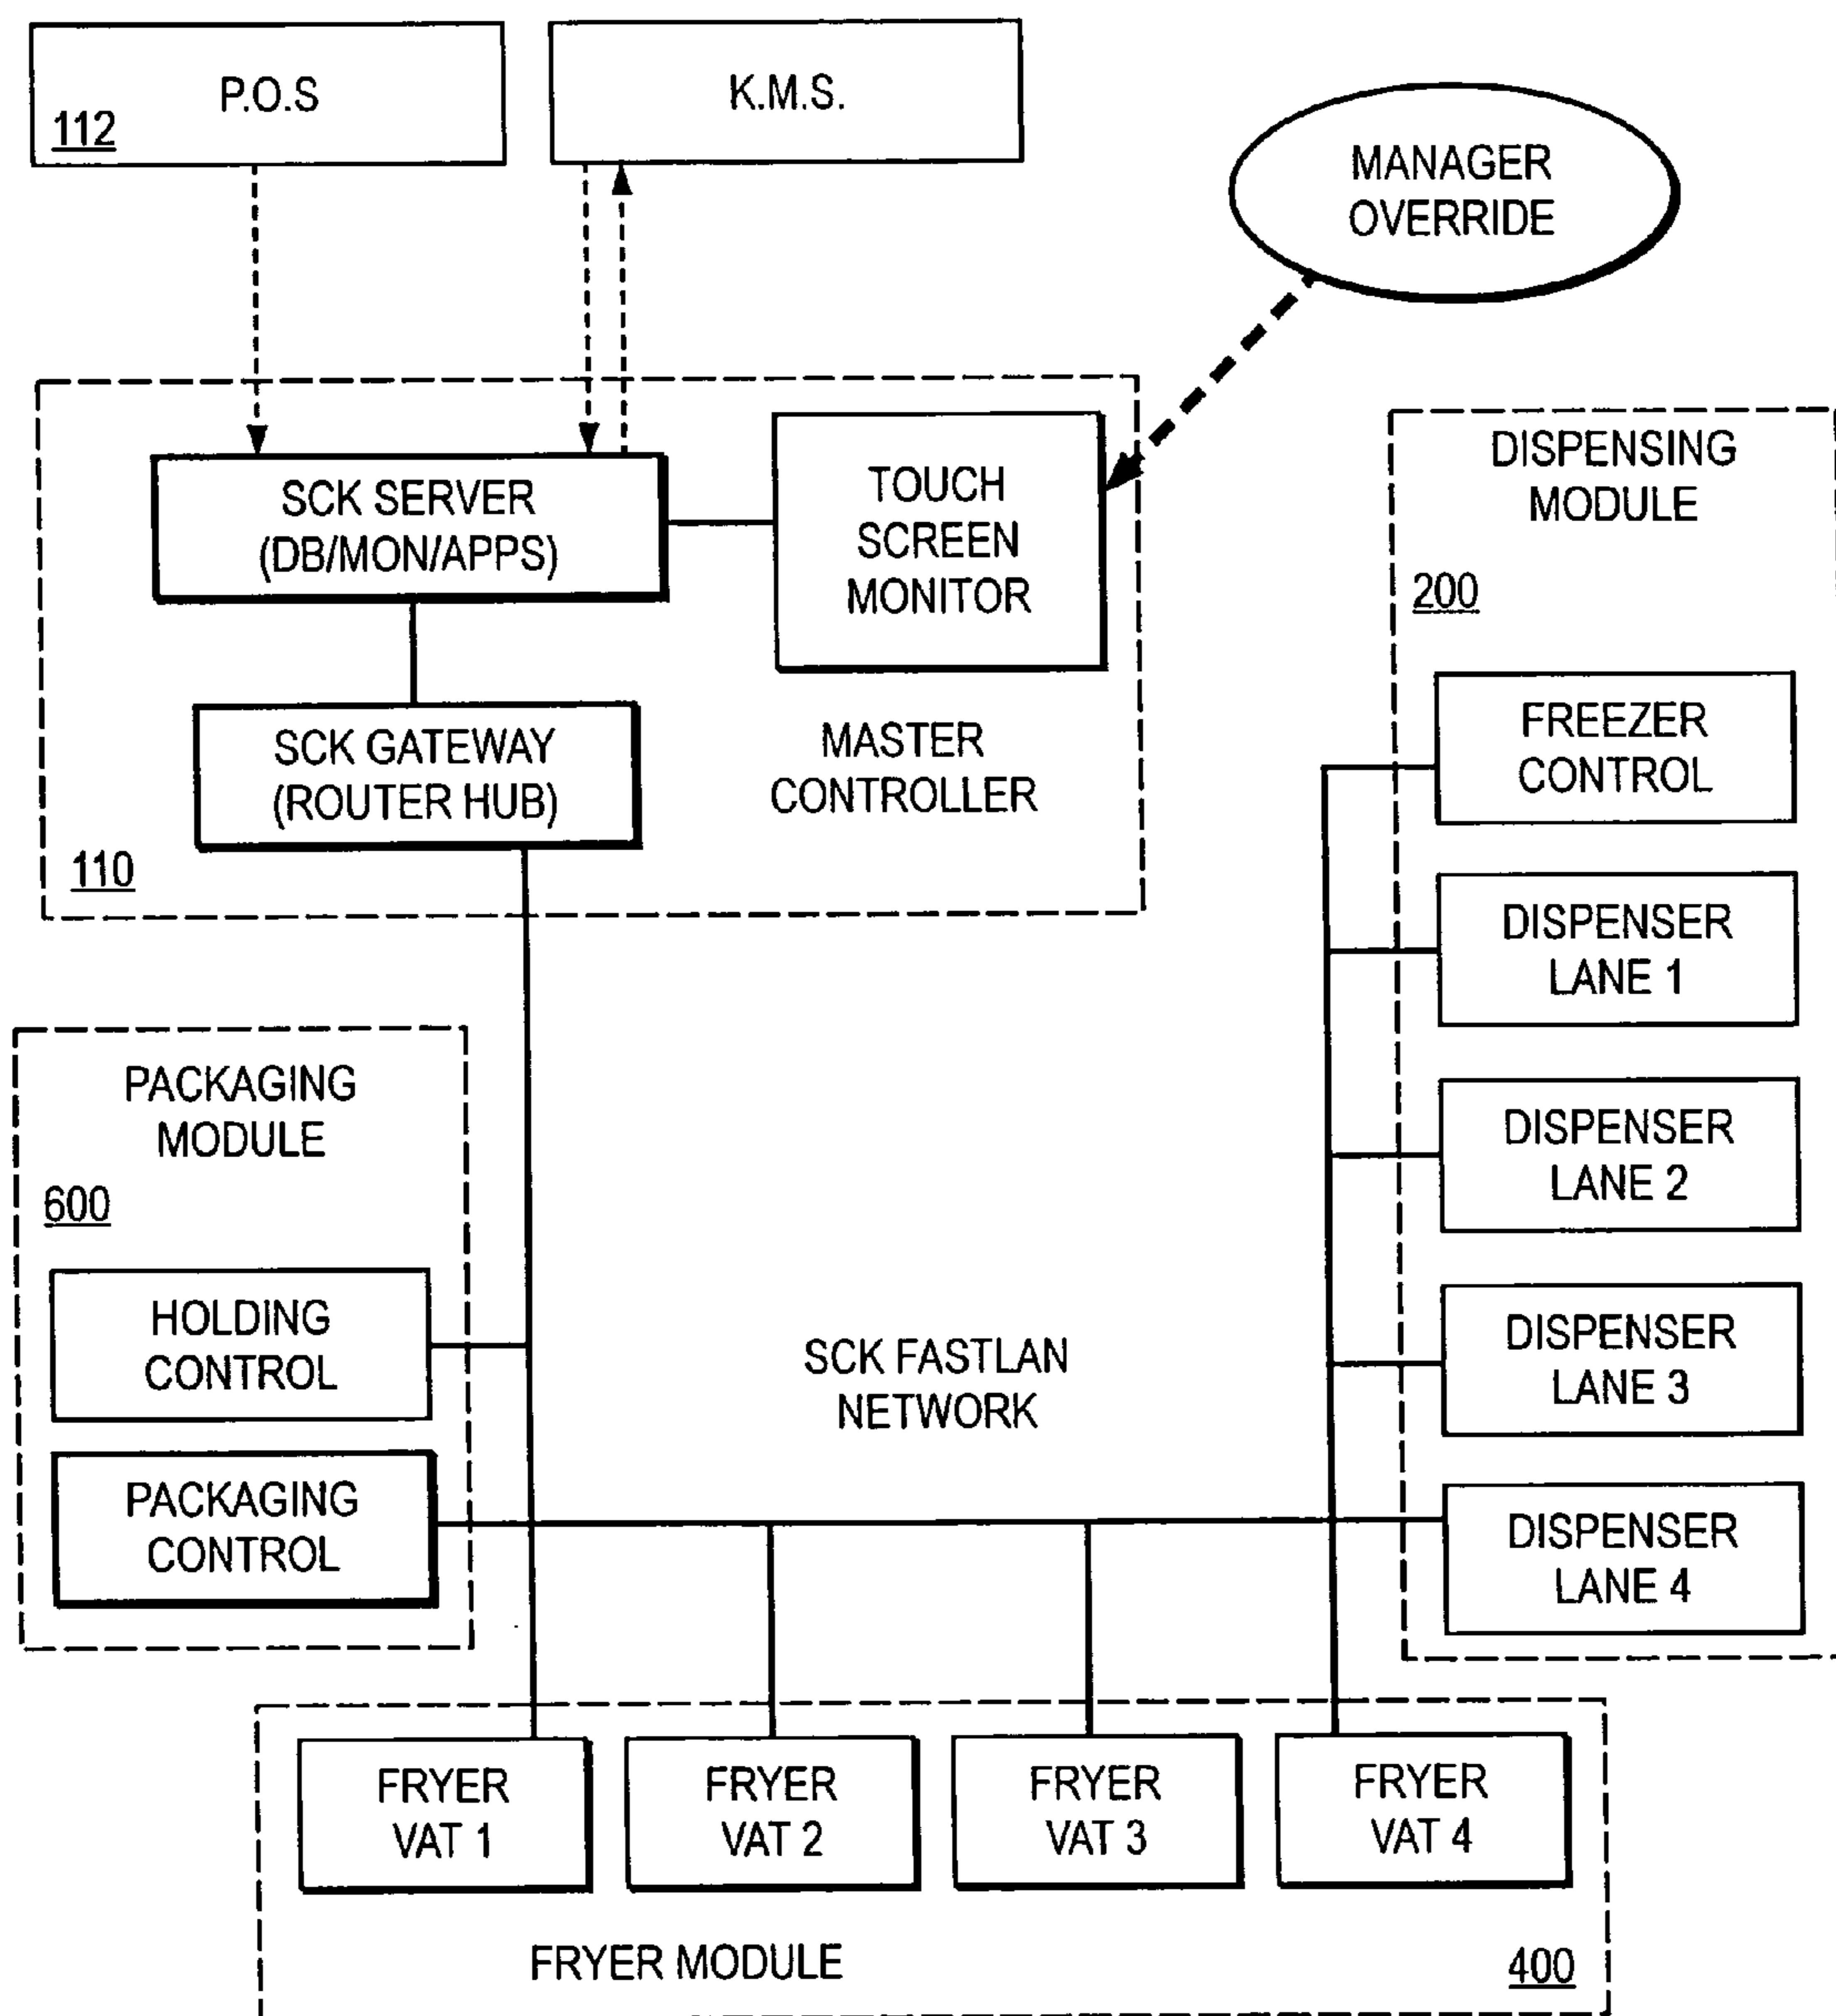 P.O.S
112
K.M.S.
MANAGER
OVERRIDE
SCK SERVER
(DB/MON/APPS)
TOUCH
SCREEN
MONITOR
SCK GATEWAY
(ROUTER HUB)
MASTER
CONTROLLER
110
DISPENSING
MODULE
200
FREEZER
CONTROL
DISPENSER
LANE 1
DISPENSER
LANE 2
DISPENSER
LANE 3
DISPENSER
LANE 4
PACKAGING
MODULE
600
HOLDING
CONTROL
PACKAGING
CONTROL
SCK FASTLAN
NETWORK
FRYER
VAT 1
FRYER
VAT 2
FRYER
VAT 3
FRYER
VAT 4
FRYER MODULE
400